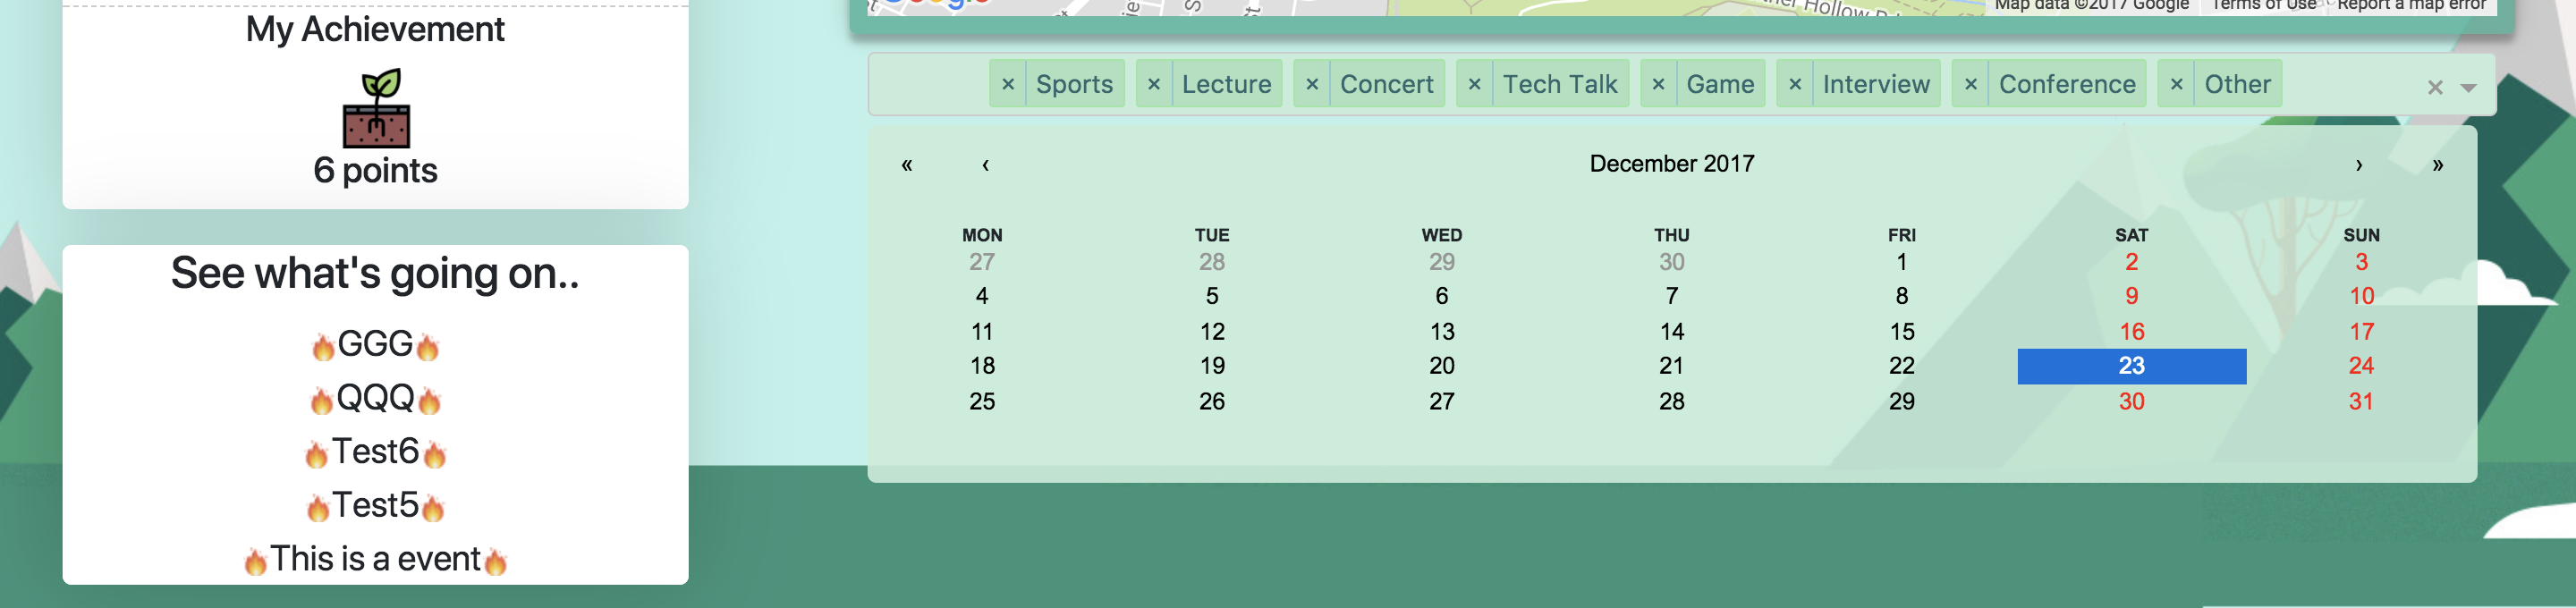 My Achievement
6 points
See what's going on..
🔥GGG🔥
🔥QQQ🔥
🔥Test6🔥
🔥Test5🔥
🔥This is a event🔥
Google
Map data ©2017 Google Terms of Use Report a map error
× Sports × Lecture × Concert × Tech Talk × Game × Interview × Conference × Other ×
« ‹ December 2017 › »
MON TUE WED THU FRI SAT SUN
27 28 29 30 1 2 3
4 5 6 7 8 9 10
11 12 13 14 15 16 17
18 19 20 21 22 23 24
25 26 27 28 29 30 31